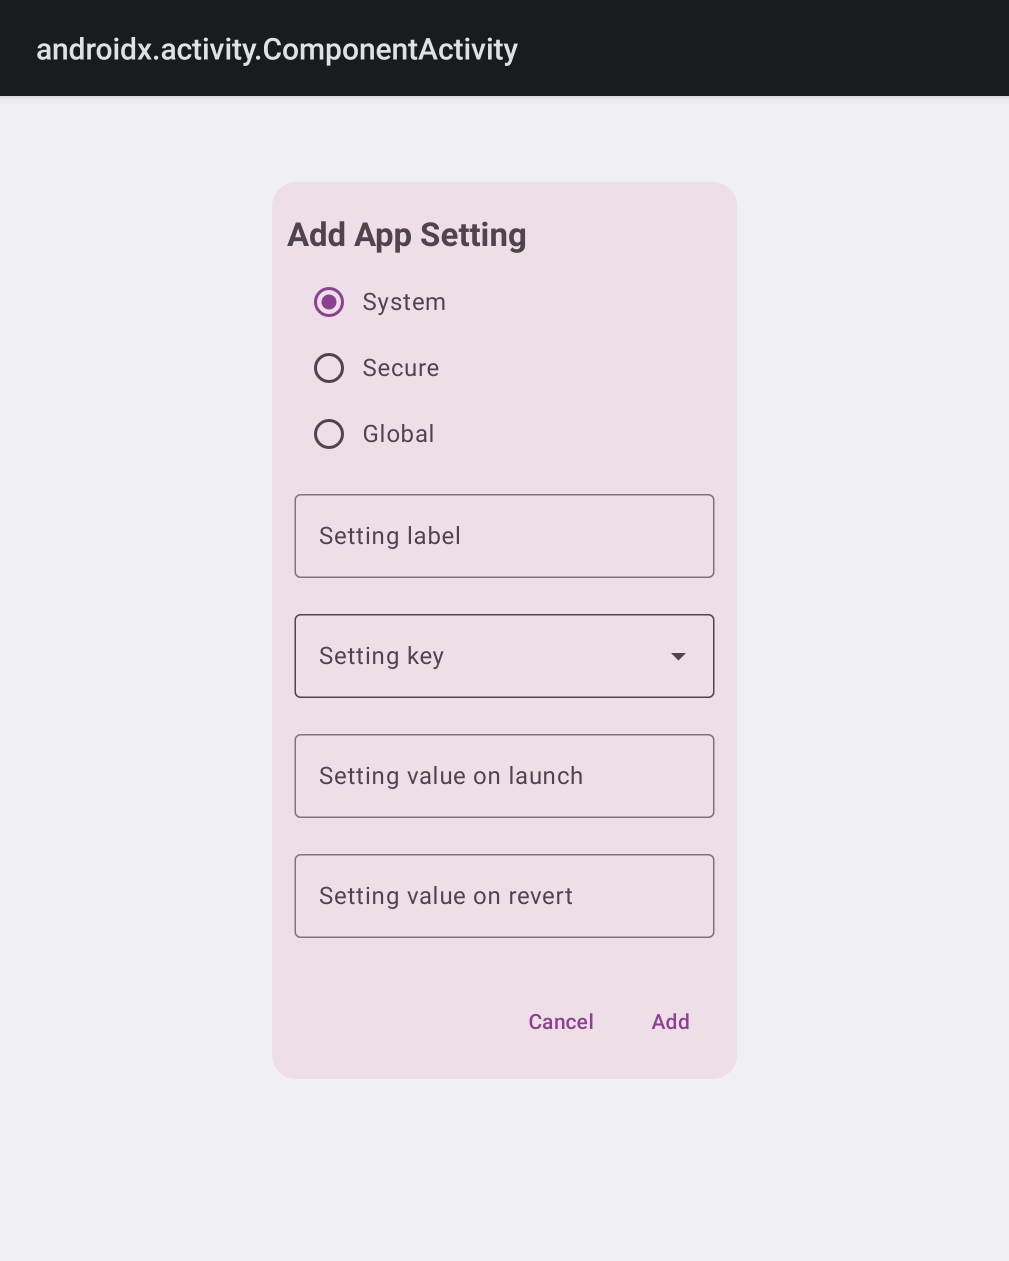 androidx.activity.ComponentActivity
Add App Setting
System
Secure
Global
Setting label
Setting key
Setting value on launch
Setting value on revert
Cancel Add